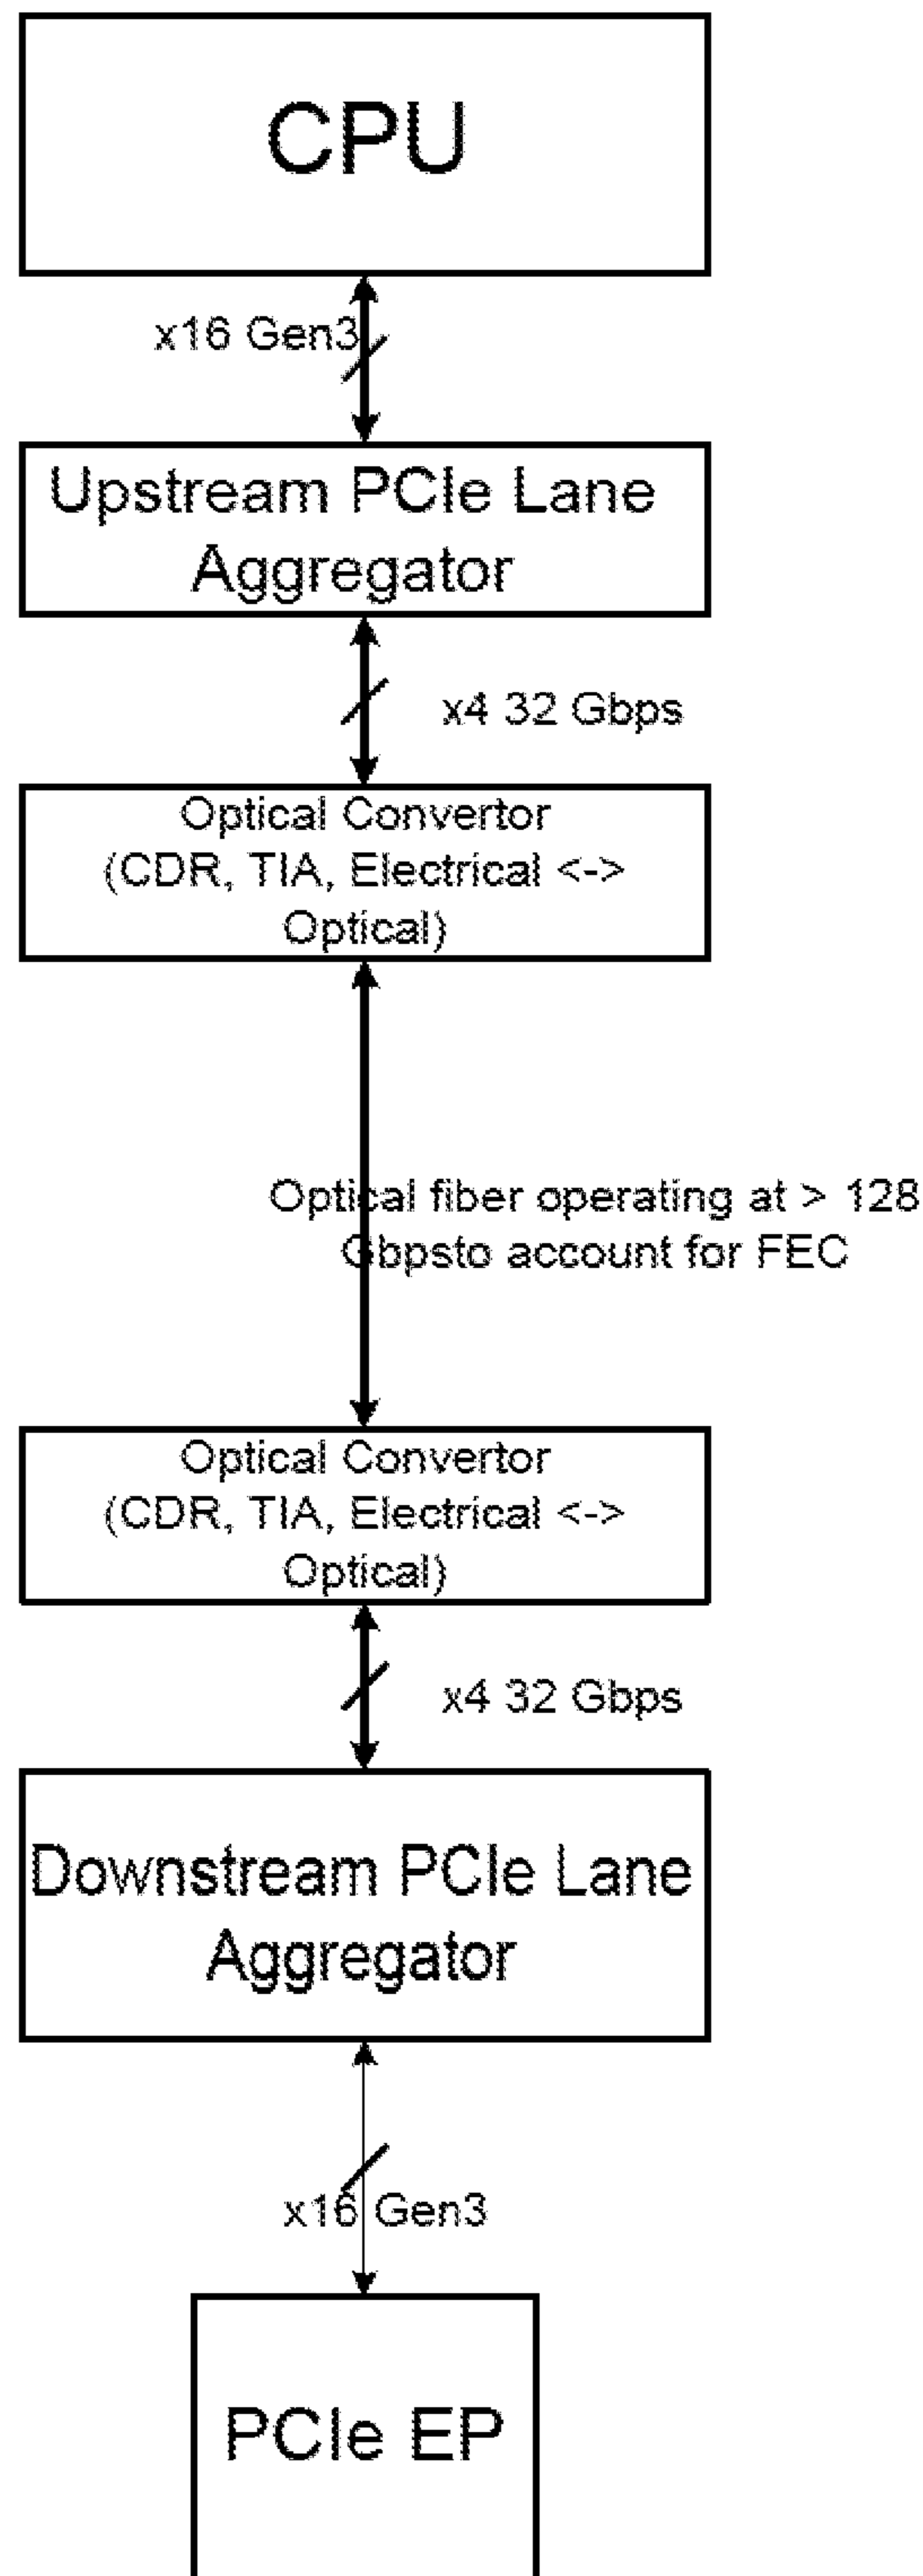 CPU
x16 Gen3
Upstream PCIe Lane
Aggregator
x4 32 Gbps
Optical Convertor
(CDR, TIA, Electrical <->
Optical)
Optical fiber operating at > 128
Gbpsto account for FEC
Optical Convertor
(CDR, TIA, Electrical <->
Optical)
x4 32 Gbps
Downstream PCIe Lane
Aggregator
x16 Gen3
PCIe EP